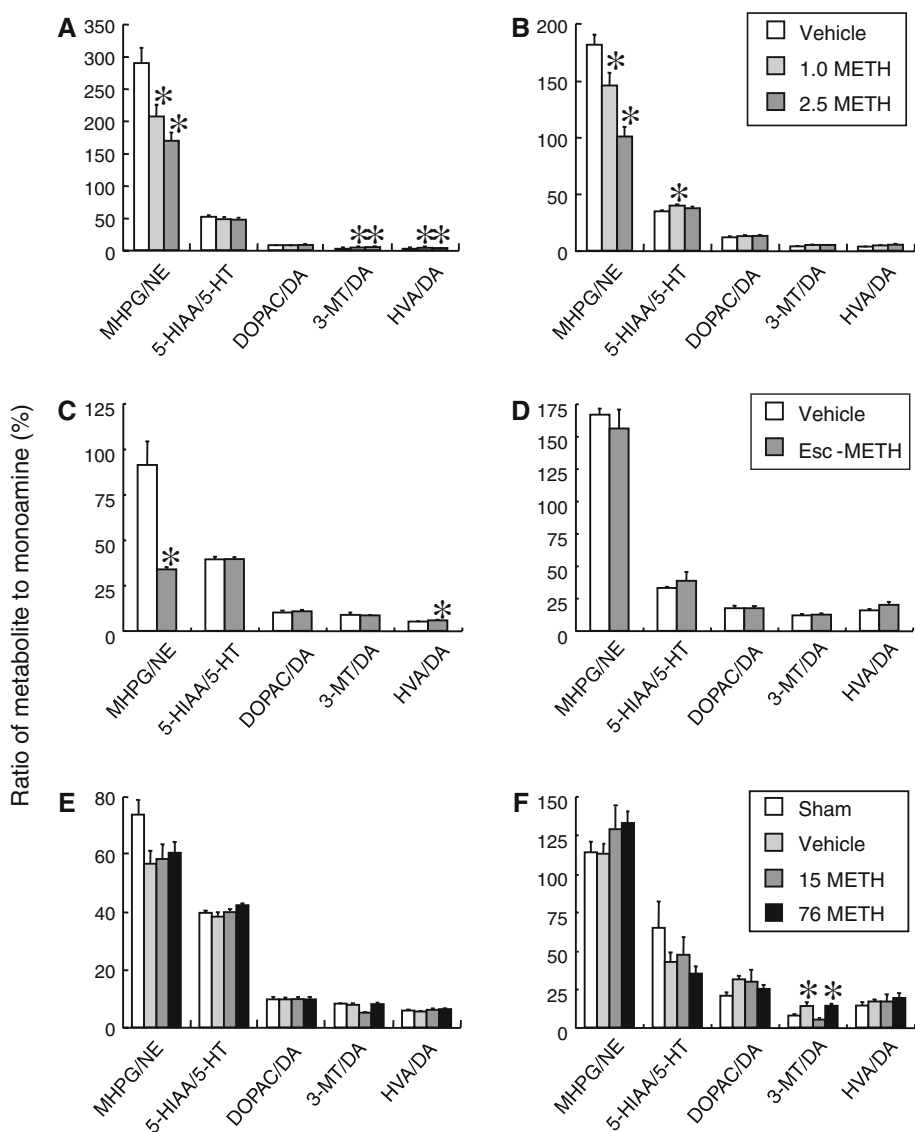 Ratio of metabolite to monoamine (%)
A
350
300
250
200
150
100
50
0
* *
** **
MHPG/NE
5-HIAA/5-HT
DOPAC/DA
3-MT/DA
HVA/DA
B
200
150
100
50
0
* *
*
Vehicle
1.0 METH
2.5 METH
MHPG/NE
5-HIAA/5-HT
DOPAC/DA
3-MT/DA
HVA/DA
C
125
100
75
50
25
0
*
*
MHPG/NE
5-HIAA/5-HT
DOPAC/DA
3-MT/DA
HVA/DA
D
175
150
125
100
75
50
25
0
Vehicle
Esc -METH
MHPG/NE
5-HIAA/5-HT
DOPAC/DA
3-MT/DA
HVA/DA
E
80
60
40
20
0
MHPG/NE
5-HIAA/5-HT
DOPAC/DA
3-MT/DA
HVA/DA
F
150
125
100
75
50
25
0
* *
Sham
Vehicle
15 METH
76 METH
MHPG/NE
5-HIAA/5-HT
DOPAC/DA
3-MT/DA
HVA/DA